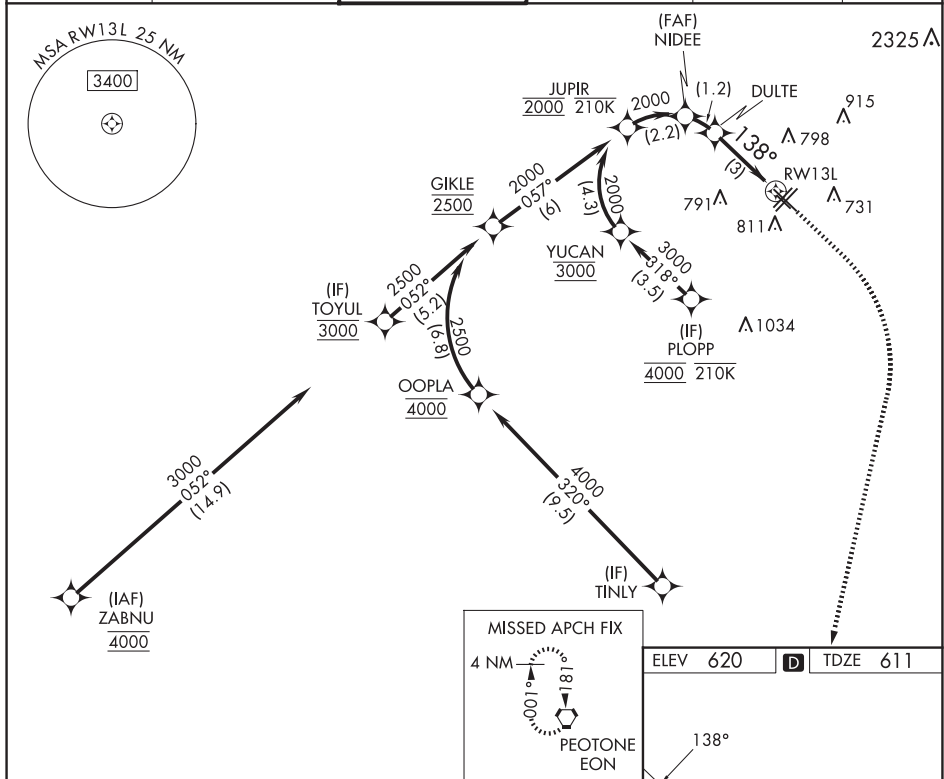 MSA RW13L 25 NM
3400
(FAF)
NIDEE
2325
JUPIR
2000 210K
2000
(2.2)
(1.2)
DULTE
915
798
138°
(3)
RW13L
791
731
811
GIKLE
2500
2000
057°
(6)
2000
(4.3)
YUCAN
3000
3000
318°
(3.5)
(IF)
PLOPP
4000 210K
1034
(IF)
TOYUL
3000
2500
052°
(5.2)
2500
(6.8)
OOPLA
4000
3000
052°
(14.9)
4000
320°
(9.5)
(IAF)
ZABNU
4000
(IF)
TINLY
MISSED APCH FIX
4 NM
181°
001°
PEOTONE
EON
ELEV 620 D TDZE 611
138°